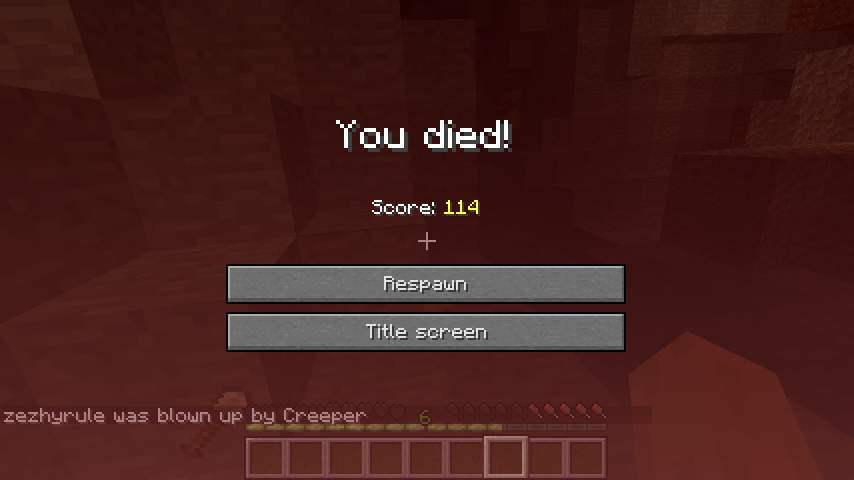 You died!
Score: 114
Respawn
Title screen
zezhyrule was blown up by Creeper
6